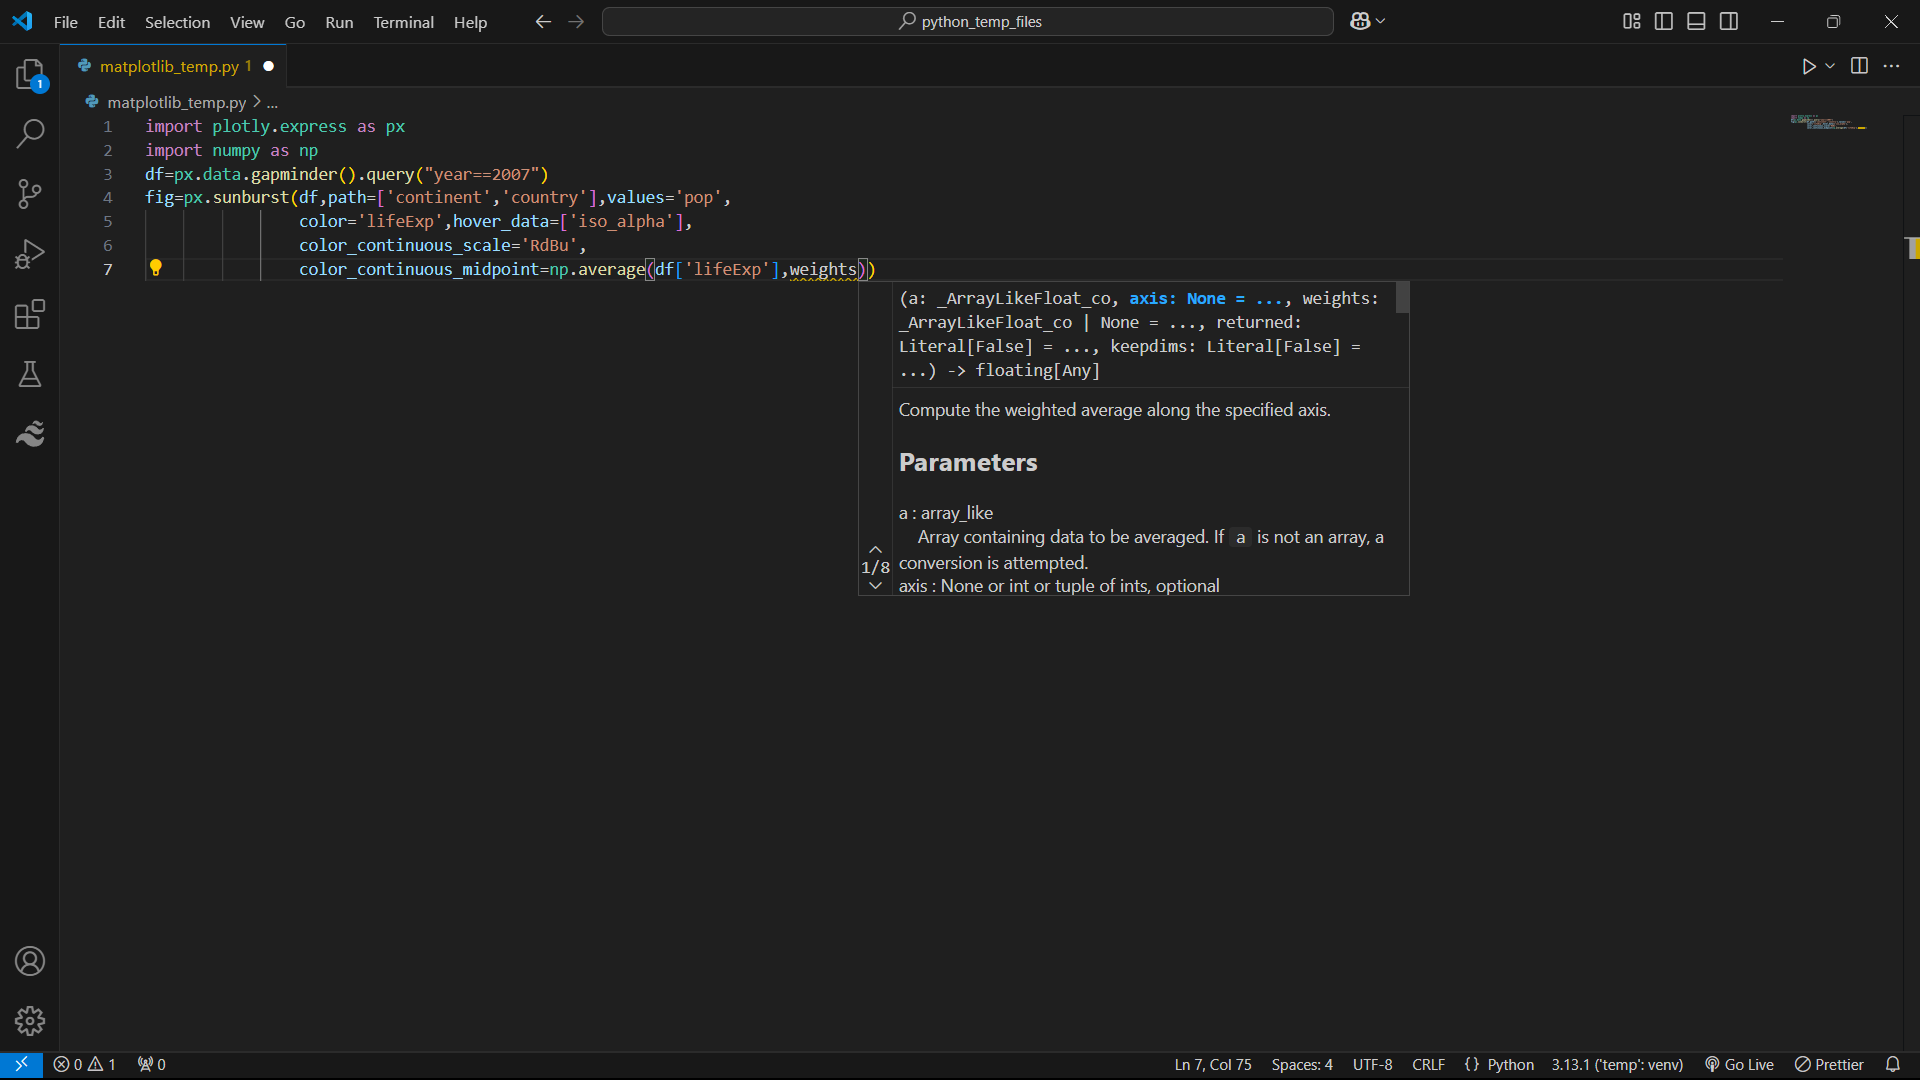 File Edit Selection View Go Run Terminal Help
python_temp_files
1
matplotlib_temp.py 1
matplotlib_temp.py > ...
1 import plotly.express as px
2 import numpy as np
3 df=px.data.gapminder().query("year==2007")
4 fig=px.sunburst(df,path=['continent','country'],values='pop',
5 color='lifeExp',hover_data=['iso_alpha'],
6 color_continuous_scale='RdBu',
7 color_continuous_midpoint=np.average(df['lifeExp'],weights))
(a: _ArrayLikeFloat_co, axis: None = ..., weights:
_ArrayLikeFloat_co | None = ..., returned:
Literal[False] = ..., keepdims: Literal[False] =
...) -> floating[Any]
Compute the weighted average along the specified axis.
Parameters
a : array_like
Array containing data to be averaged. If a is not an array, a
conversion is attempted.
1/8
axis : None or int or tuple of ints, optional
0 1 0
Ln 7, Col 75 Spaces: 4 UTF-8 CRLF {} Python 3.13.1 ('temp': venv) Go Live Prettier